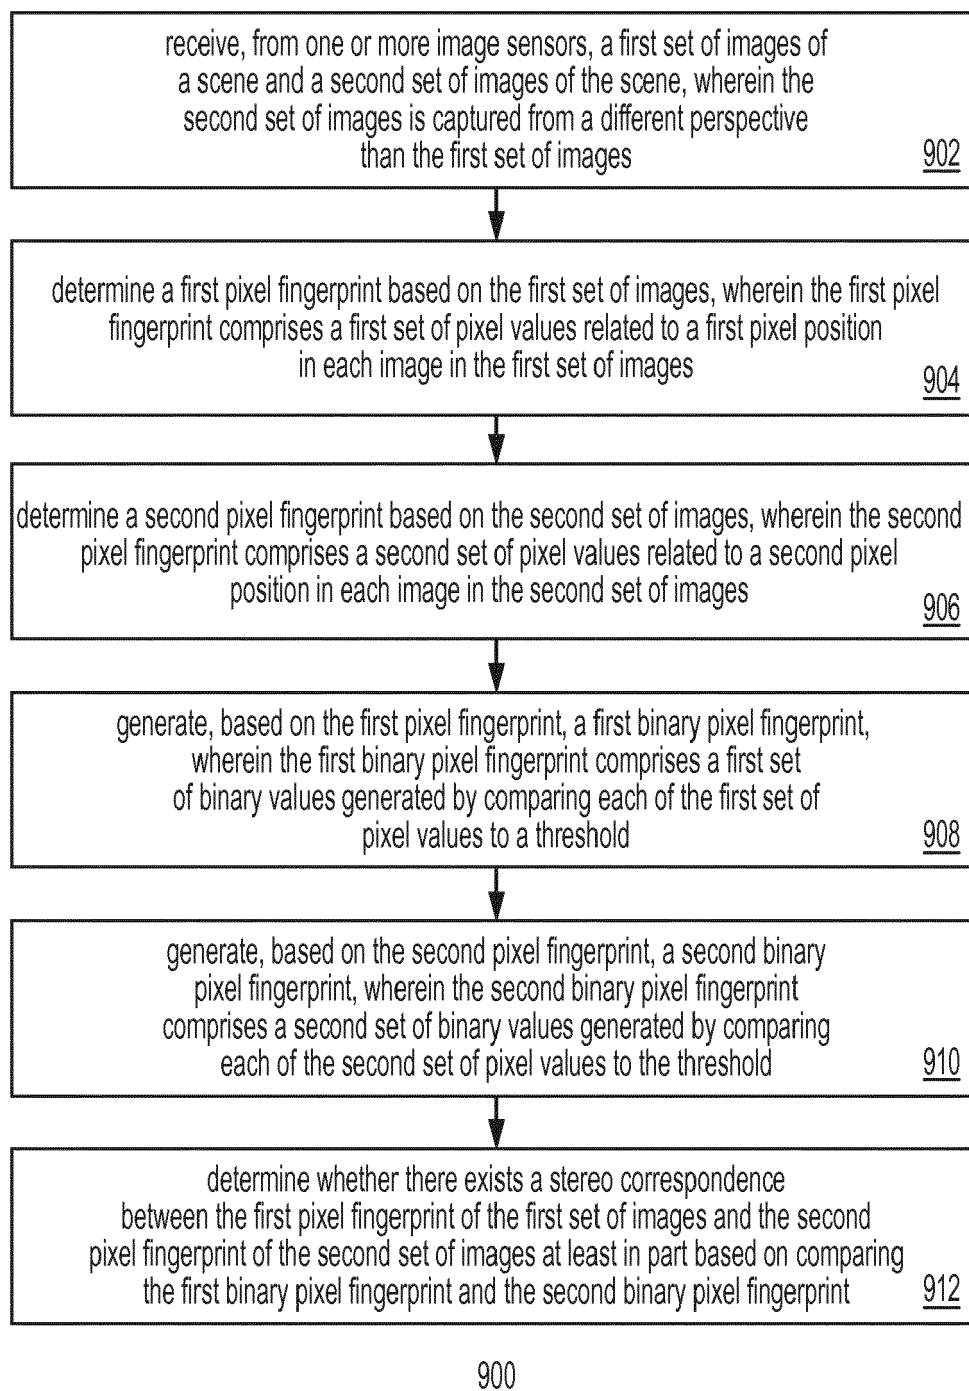 receive, from one or more image sensors, a first set of images of
a scene and a second set of images of the scene, wherein the
second set of images is captured from a different perspective
than the first set of images
902
determine a first pixel fingerprint based on the first set of images, wherein the first pixel
fingerprint comprises a first set of pixel values related to a first pixel position
in each image in the first set of images
904
determine a second pixel fingerprint based on the second set of images, wherein the second
pixel fingerprint comprises a second set of pixel values related to a second pixel
position in each image in the second set of images
906
generate, based on the first pixel fingerprint, a first binary pixel fingerprint,
wherein the first binary pixel fingerprint comprises a first set
of binary values generated by comparing each of the first set of
pixel values to a threshold
908
generate, based on the second pixel fingerprint, a second binary
pixel fingerprint, wherein the second binary pixel fingerprint
comprises a second set of binary values generated by comparing
each of the second set of pixel values to the threshold
910
determine whether there exists a stereo correspondence
between the first pixel fingerprint of the first set of images and the second
pixel fingerprint of the second set of images at least in part based on comparing
the first binary pixel fingerprint and the second binary pixel fingerprint
912
900